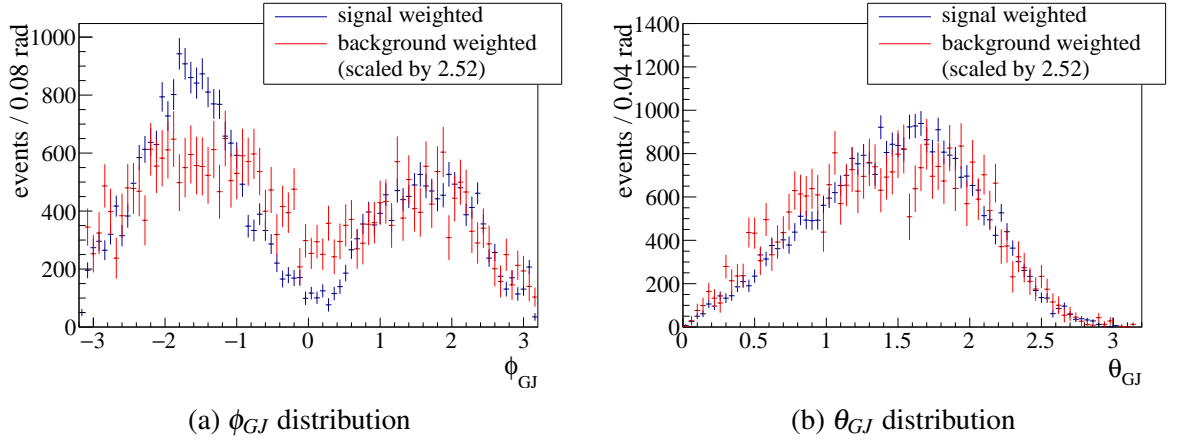 signal weighted
background weighted
(scaled by 2.52)
events / 0.08 rad
1000
800
600
400
200
0
−3 −2 −1 0 1 2 3
ϕGJ
(a) ϕGJ distribution
signal weighted
background weighted
(scaled by 2.52)
events / 0.04 rad
1400
1200
1000
800
600
400
200
0
0 0.5 1 1.5 2 2.5 3
θGJ
(b) θGJ distribution